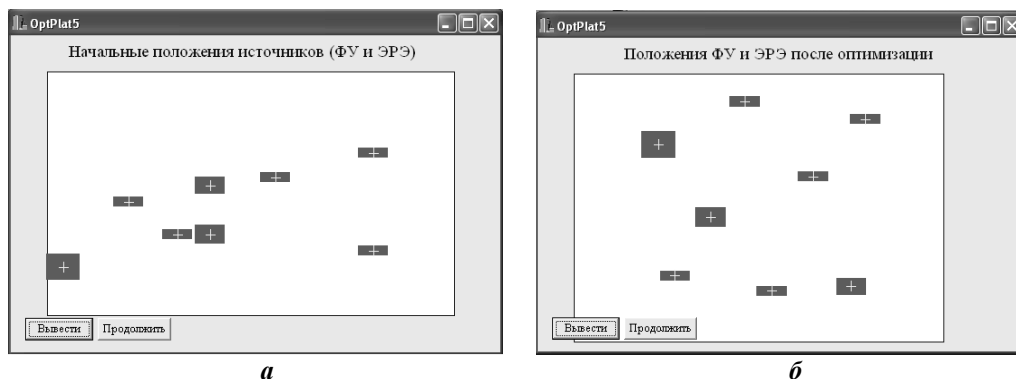 OptPlat5
Начальные положения источников (ФУ и ЭРЭ)
Вывести
Продолжить
а
OptPlat5
Положения ФУ и ЭРЭ после оптимизации
Вывести
Продолжить
б